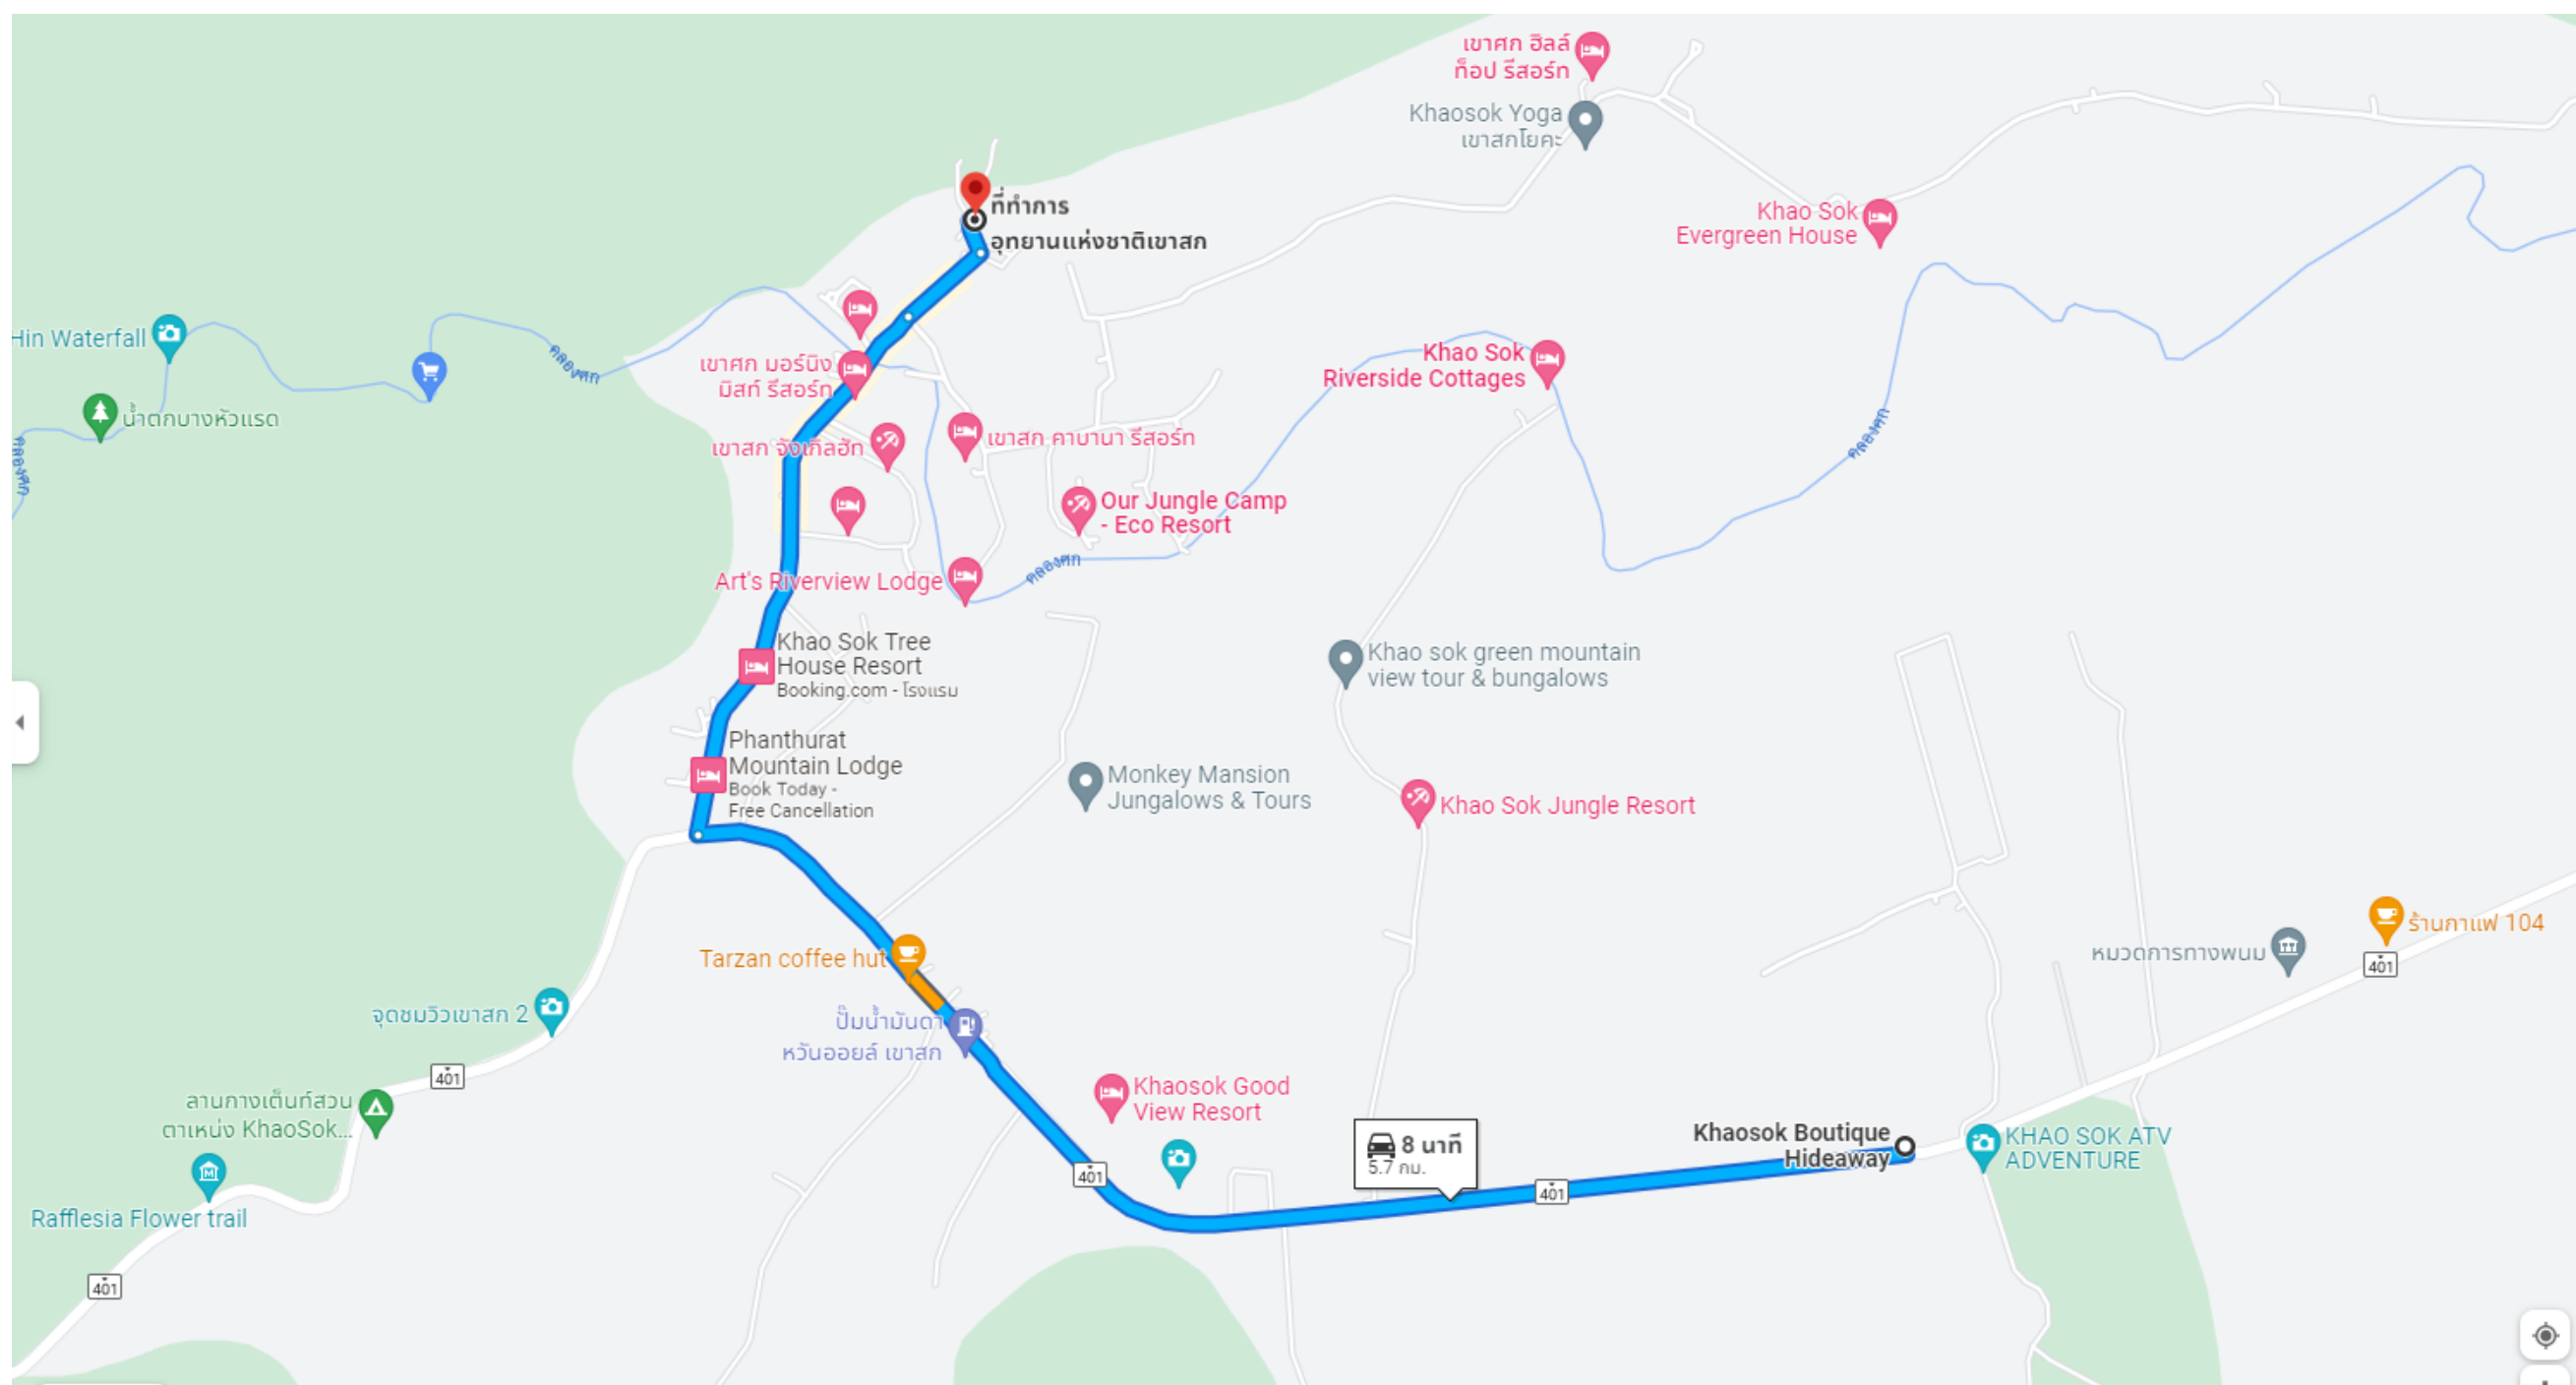 เขาศก ฮิลล์
ท็อป รีสอร์ท
Khaosok Yoga
เขาสกโยคะ
ที่ทำการ
อุทยานแห่งชาติเขาสก
Khao Sok
Evergreen House
Hin Waterfall
คลองศก
น้ำตกบางหัวแรด
คลองศก
เขาศก มอร์นิง
มิสท์ รีสอร์ท
Khao Sok
Riverside Cottages
คลองศก
เขาสก จังเกิลฮัท
เขาสก คาบานา รีสอร์ท
Our Jungle Camp
- Eco Resort
คลองศก
Art's Riverview Lodge
Khao Sok Tree
House Resort
Booking.com - โรงแรม
Khao sok green mountain
view tour & bungalows
Phanthurat
Mountain Lodge
Book Today -
Free Cancellation
Monkey Mansion
Jungalows & Tours
Khao Sok Jungle Resort
Tarzan coffee hut
ร้านกาแฟ 104
หมวดการทางพนม
401
จุดชมวิวเขาสก 2
ปั๊มน้ำมันดา
หวันออยล์ เขาสก
401
ลานกางเต็นท์สวน
ตาเหน่ง KhaoSok...
Khaosok Good
View Resort
401
8 นาที
5.7 กม.
401
Khaosok Boutique
Hideaway
KHAO SOK ATV
ADVENTURE
Rafflesia Flower trail
401